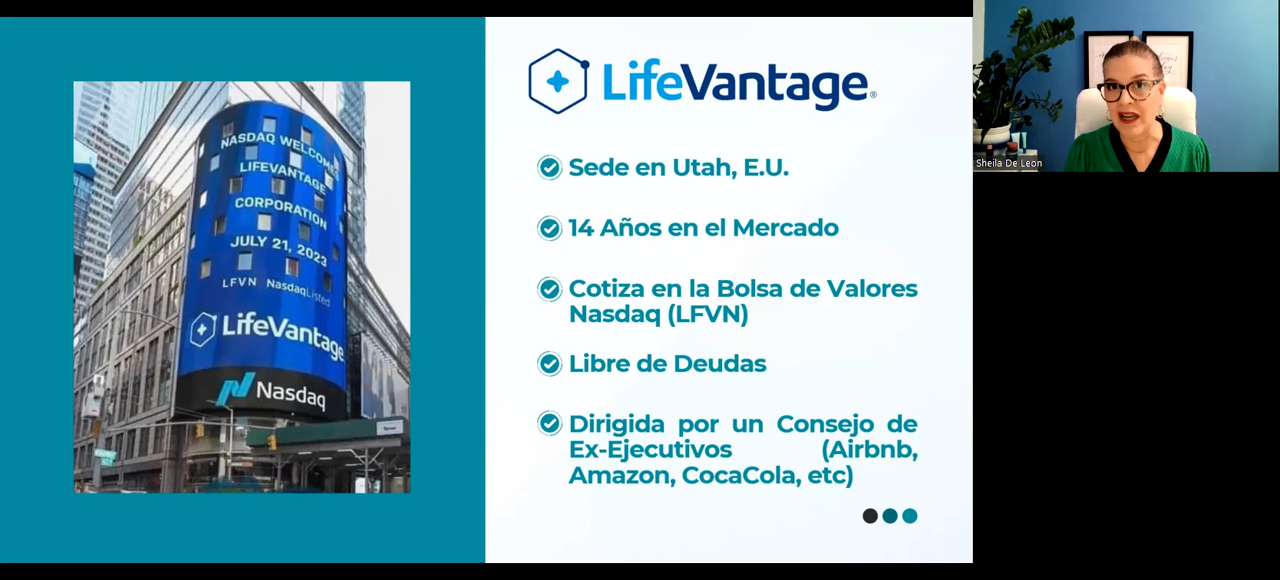 NASDAQ WELCOMES
LIFEVANTAGE
CORPORATION
JULY 21, 2023
LFVN NasdaqListed
LifeVantage
Nasdaq
LifeVantage®
Sede en Utah, E.U.
14 Años en el Mercado
Cotiza en la Bolsa de Valores
Nasdaq (LFVN)
Libre de Deudas
Dirigida por un Consejo de
Ex-Ejecutivos (Airbnb,
Amazon, CocaCola, etc)
Sheila De Leon